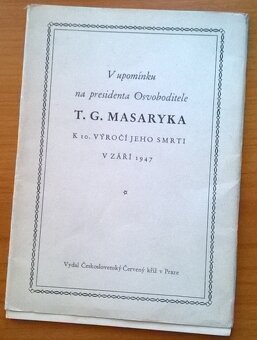 V upomínku
na presidenta Osvoboditele
T. G. MASARYKA
K 10. VÝROČÍ JEHO SMRTI
V ZÁŘÍ 1947
Vydal Československý Červený kříž v Praze